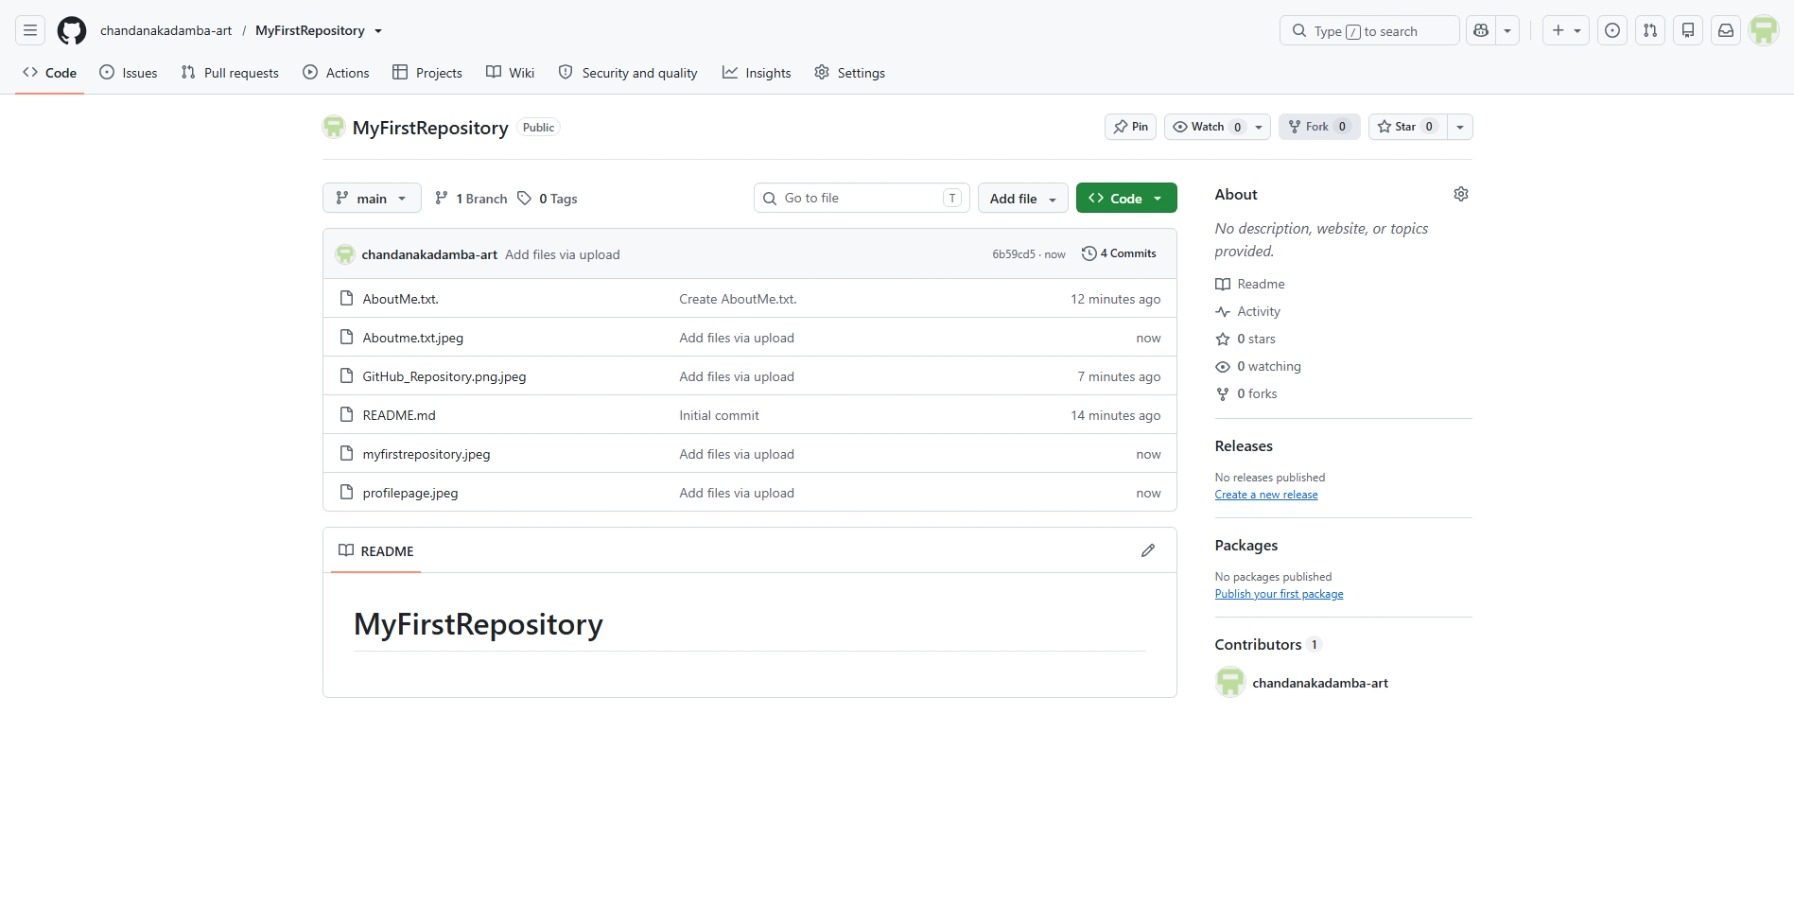 chandanakadamba-art / MyFirstRepository
Type / to search
Code Issues Pull requests Actions Projects Wiki Security and quality Insights Settings
MyFirstRepository Public
Pin Watch 0 Fork 0 Star 0
main 1 Branch 0 Tags Go to file T Add file Code
chandanakadamba-art Add files via upload 6b59cd5 · now 4 Commits
AboutMe.txt. Create AboutMe.txt. 12 minutes ago
Aboutme.txt.jpeg Add files via upload now
GitHub_Repository.png.jpeg Add files via upload 7 minutes ago
README.md Initial commit 14 minutes ago
myfirstrepository.jpeg Add files via upload now
profilepage.jpeg Add files via upload now
README
MyFirstRepository
About
No description, website, or topics
provided.
Readme
Activity
0 stars
0 watching
0 forks
Releases
No releases published
Create a new release
Packages
No packages published
Publish your first package
Contributors 1
chandanakadamba-art